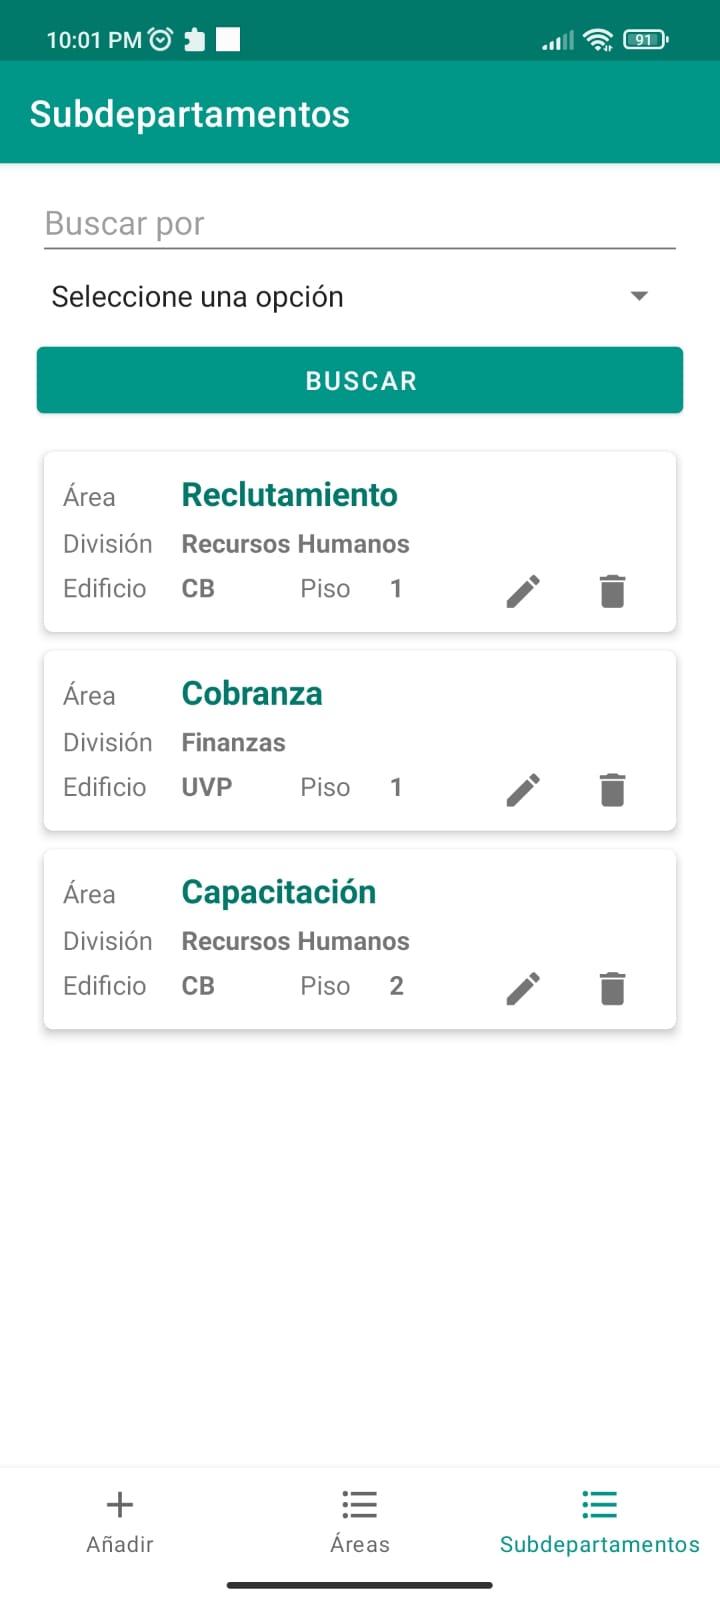 10:01 PM 91
Subdepartamentos
Buscar por
Seleccione una opción
BUSCAR
Área Reclutamiento
División Recursos Humanos
Edificio CB Piso 1
Área Cobranza
División Finanzas
Edificio UVP Piso 1
Área Capacitación
División Recursos Humanos
Edificio CB Piso 2
Añadir Áreas Subdepartamentos